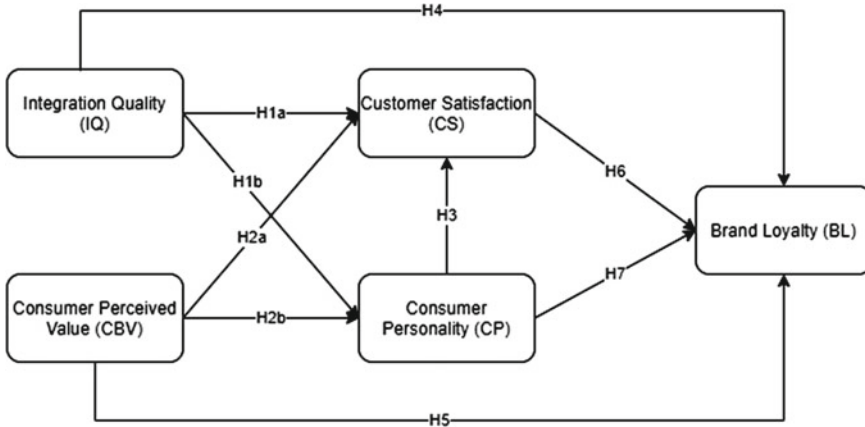 H4
Integration Quality
(IQ)
H1a
Customer Satisfaction
(CS)
H1b
H6
H2a
H3
Brand Loyalty (BL)
H7
Consumer Perceived
Value (CBV)
H2b
Consumer
Personality (CP)
H5